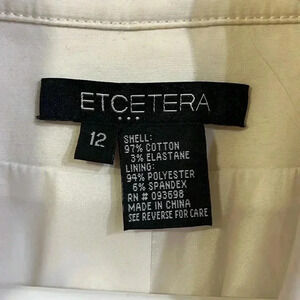 ETCETERA
12
SHELL:
97% COTTON
3% ELASTANE
LINING:
94% POLYESTER
6% SPANDEX
RN # 093698
MADE IN CHINA
SEE REVERSE FOR CARE